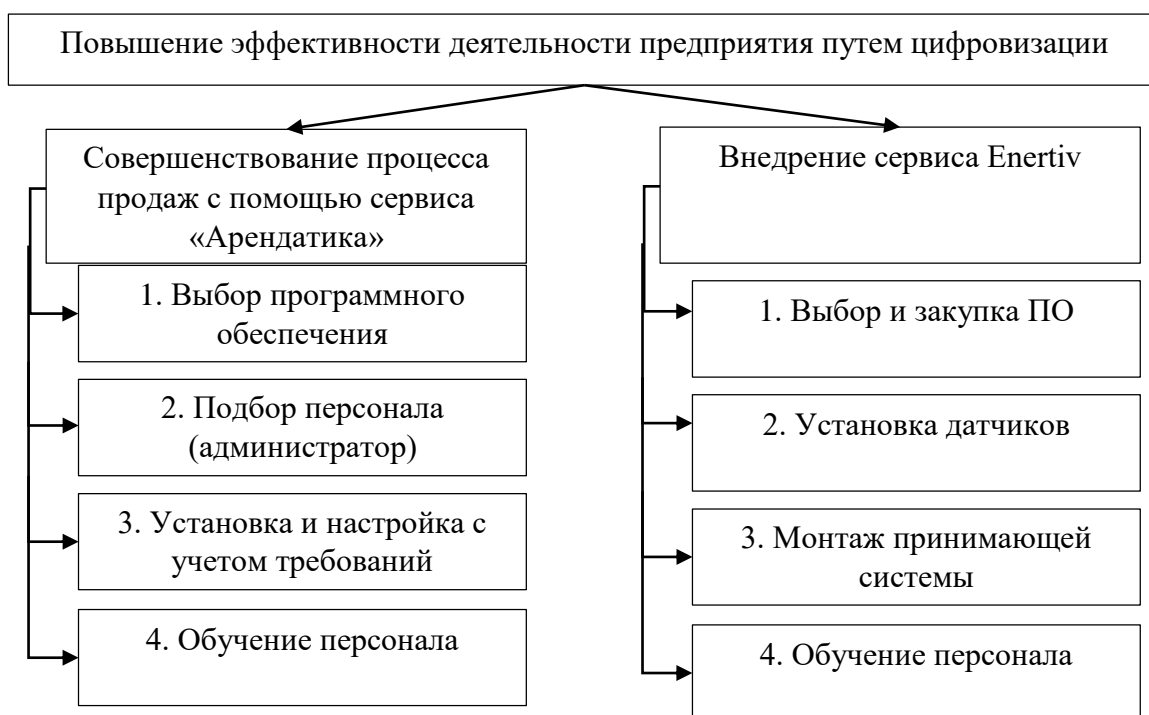 Повышение эффективности деятельности предприятия путем цифровизации
Совершенствование процесса
продаж с помощью сервиса
«Арендатика»
1. Выбор программного
обеспечения
2. Подбор персонала
(администратор)
3. Установка и настройка с
учетом требований
4. Обучение персонала
Внедрение сервиса Enertiv
1. Выбор и закупка ПО
2. Установка датчиков
3. Монтаж принимающей
системы
4. Обучение персонала